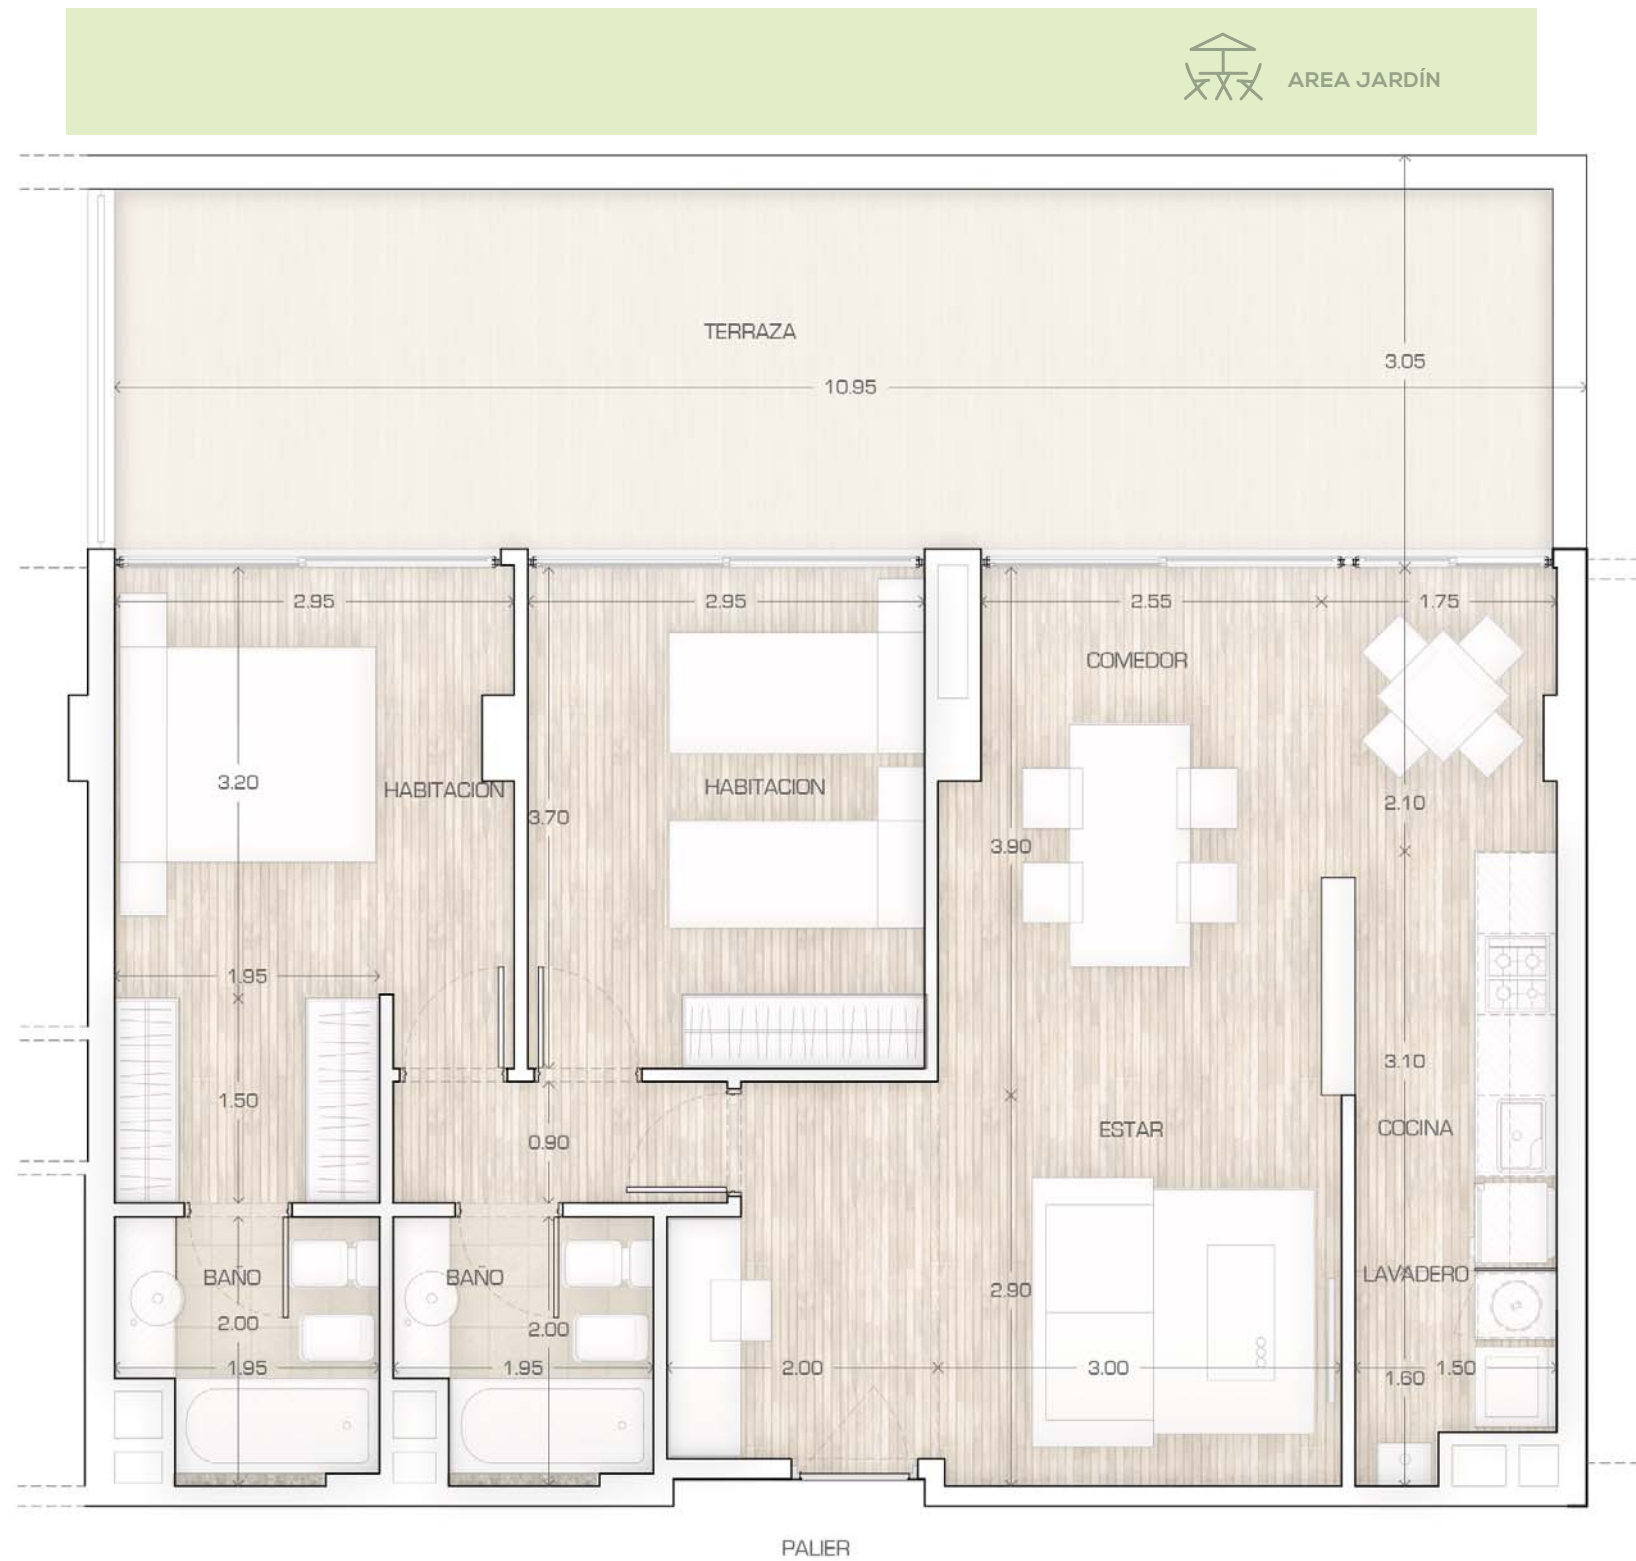 AREA JARDÍN
TERRAZA
3.05
10.95
2.95
2.95
2.55
1.75
COMEDOR
3.20
HABITACION
HABITACION
2.10
3.70
3.90
1.95
3.10
1.50
COCINA
ESTAR
0.90
LAVADERO
BAÑO
BAÑO
2.90
2.00
2.00
1.95
1.95
2.00
3.00
1.50
1.60
PALIER